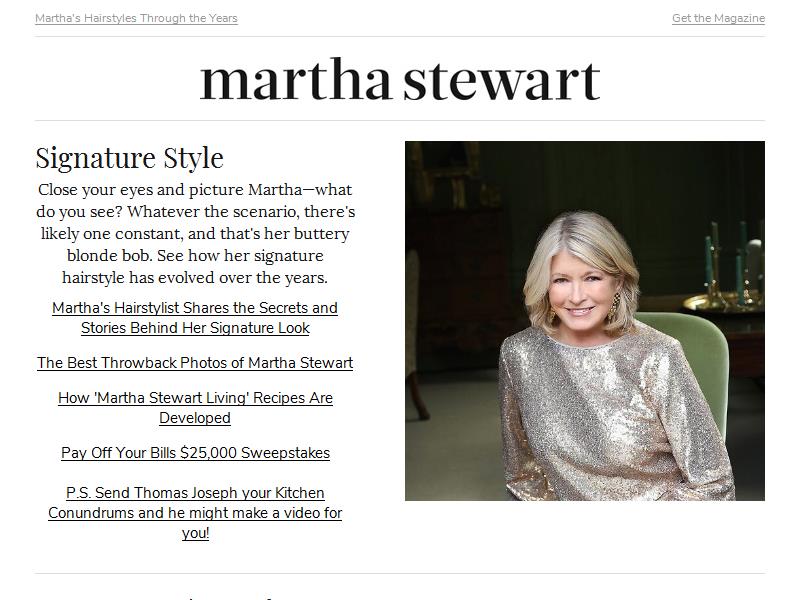 Martha's Hairstyles Through the Years
Get the Magazine
martha stewart
Signature Style
Close your eyes and picture Martha—what
do you see? Whatever the scenario, there's
likely one constant, and that's her buttery
blonde bob. See how her signature
hairstyle has evolved over the years.
Martha's Hairstylist Shares the Secrets and
Stories Behind Her Signature Look
The Best Throwback Photos of Martha Stewart
How 'Martha Stewart Living' Recipes Are
Developed
Pay Off Your Bills $25,000 Sweepstakes
P.S. Send Thomas Joseph your Kitchen
Conundrums and he might make a video for
you!